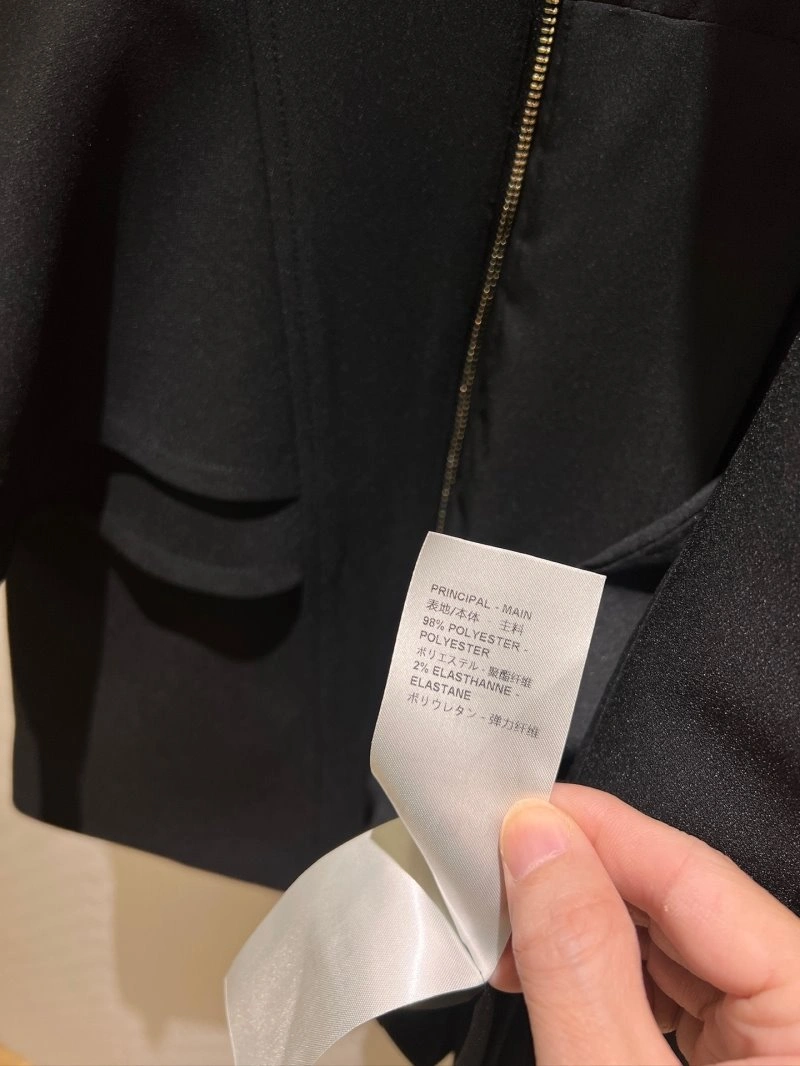 PRINCIPAL - MAIN
表地/本体 主料
98% POLYESTER -
POLYESTER
ポリエステル - 聚酯纤维
2% ELASTHANNE -
ELASTANE
ポリウレタン - 弹力纤维